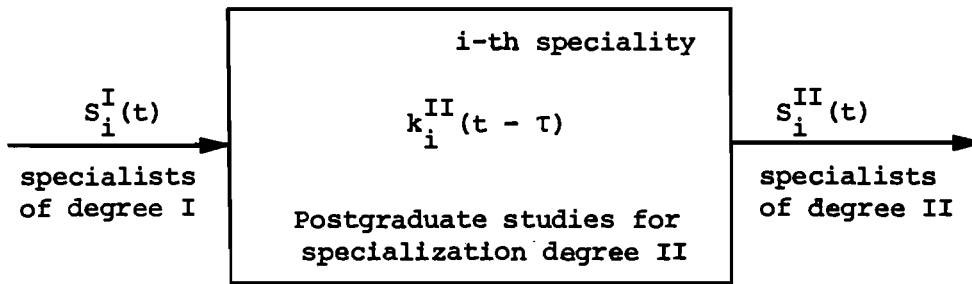 i-th speciality
S_i^I(t)
specialists
of degree I
k_i^II(t - τ)
Postgraduate studies for
specialization degree II
S_i^II(t)
specialists
of degree II